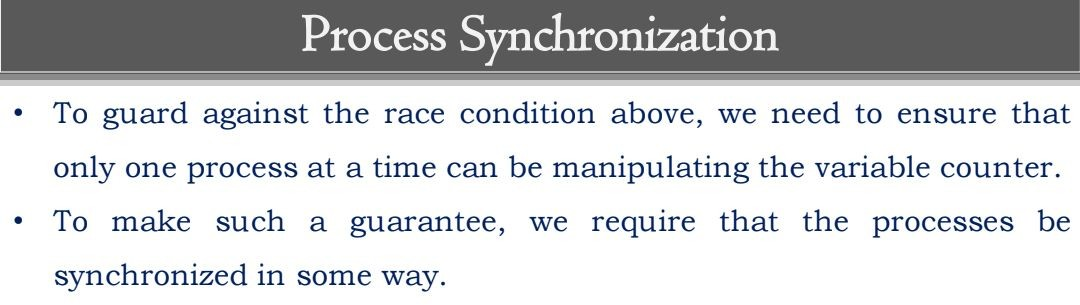 Process Synchronization
• To guard against the race condition above, we need to ensure that
only one process at a time can be manipulating the variable counter.
• To make such a guarantee, we require that the processes be
synchronized in some way.